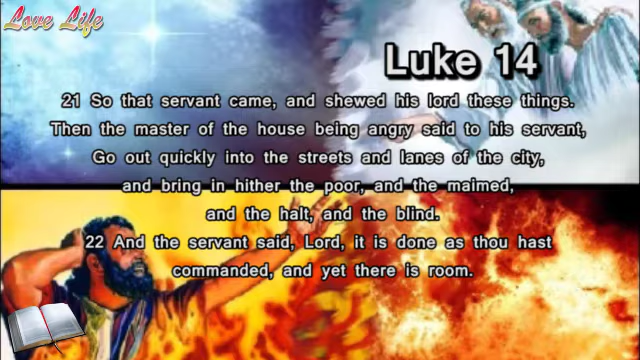 Love Life
Luke 14
21 So that servant came, and shewed his lord these things.
Then the master of the house being angry said to his servant,
Go out quickly into the streets and lanes of the city,
and bring in hither the poor, and the maimed,
and the halt, and the blind.
22 And the servant said, Lord, it is done as thou hast
commanded, and yet there is room.